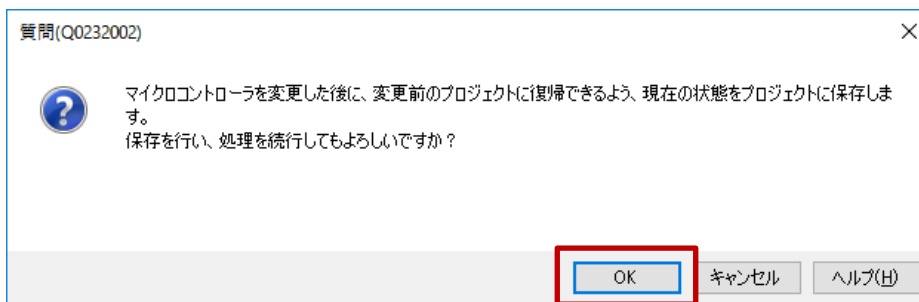 質問(Q0232002)
マイクロコントローラを変更した後に、変更前のプロジェクトに復帰できるよう、現在の状態をプロジェクトに保存しま
す。
保存を行い、処理を続行してもよろしいですか？
OK キャンセル ヘルプ(H)